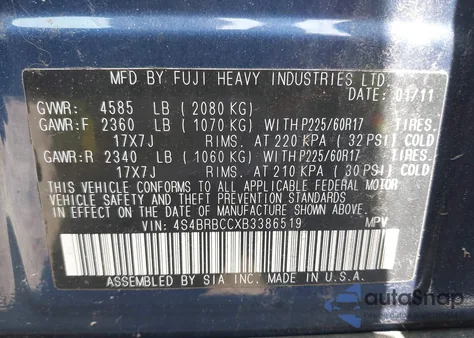 MFD BY FUJI HEAVY INDUSTRIES LTD.
DATE: 01/11
GVWR: 4585 LB (2080 KG)
GAWR:F 2360 LB (1070 KG) WITH P225/60R17 TIRES.
17X7J RIMS. AT 220 KPA (32 PSI) COLD
GAWR:R 2340 LB (1060 KG) WITH P225/60R17 TIRES.
17X7J RIMS. AT 210 KPA (30 PSI) COLD
THIS VEHICLE CONFORMS TO ALL APPLICABLE FEDERAL MOTOR
VEHICLE SAFETY AND THEFT PREVENTION STANDARDS
IN EFFECT ON THE DATE OF MANUFACTURE SHOWN ABOVE.
VIN: 4S4BRBCCXB3386519 MPV
ASSEMBLED BY SIA INC. MADE IN U.S.A.
autoSnap